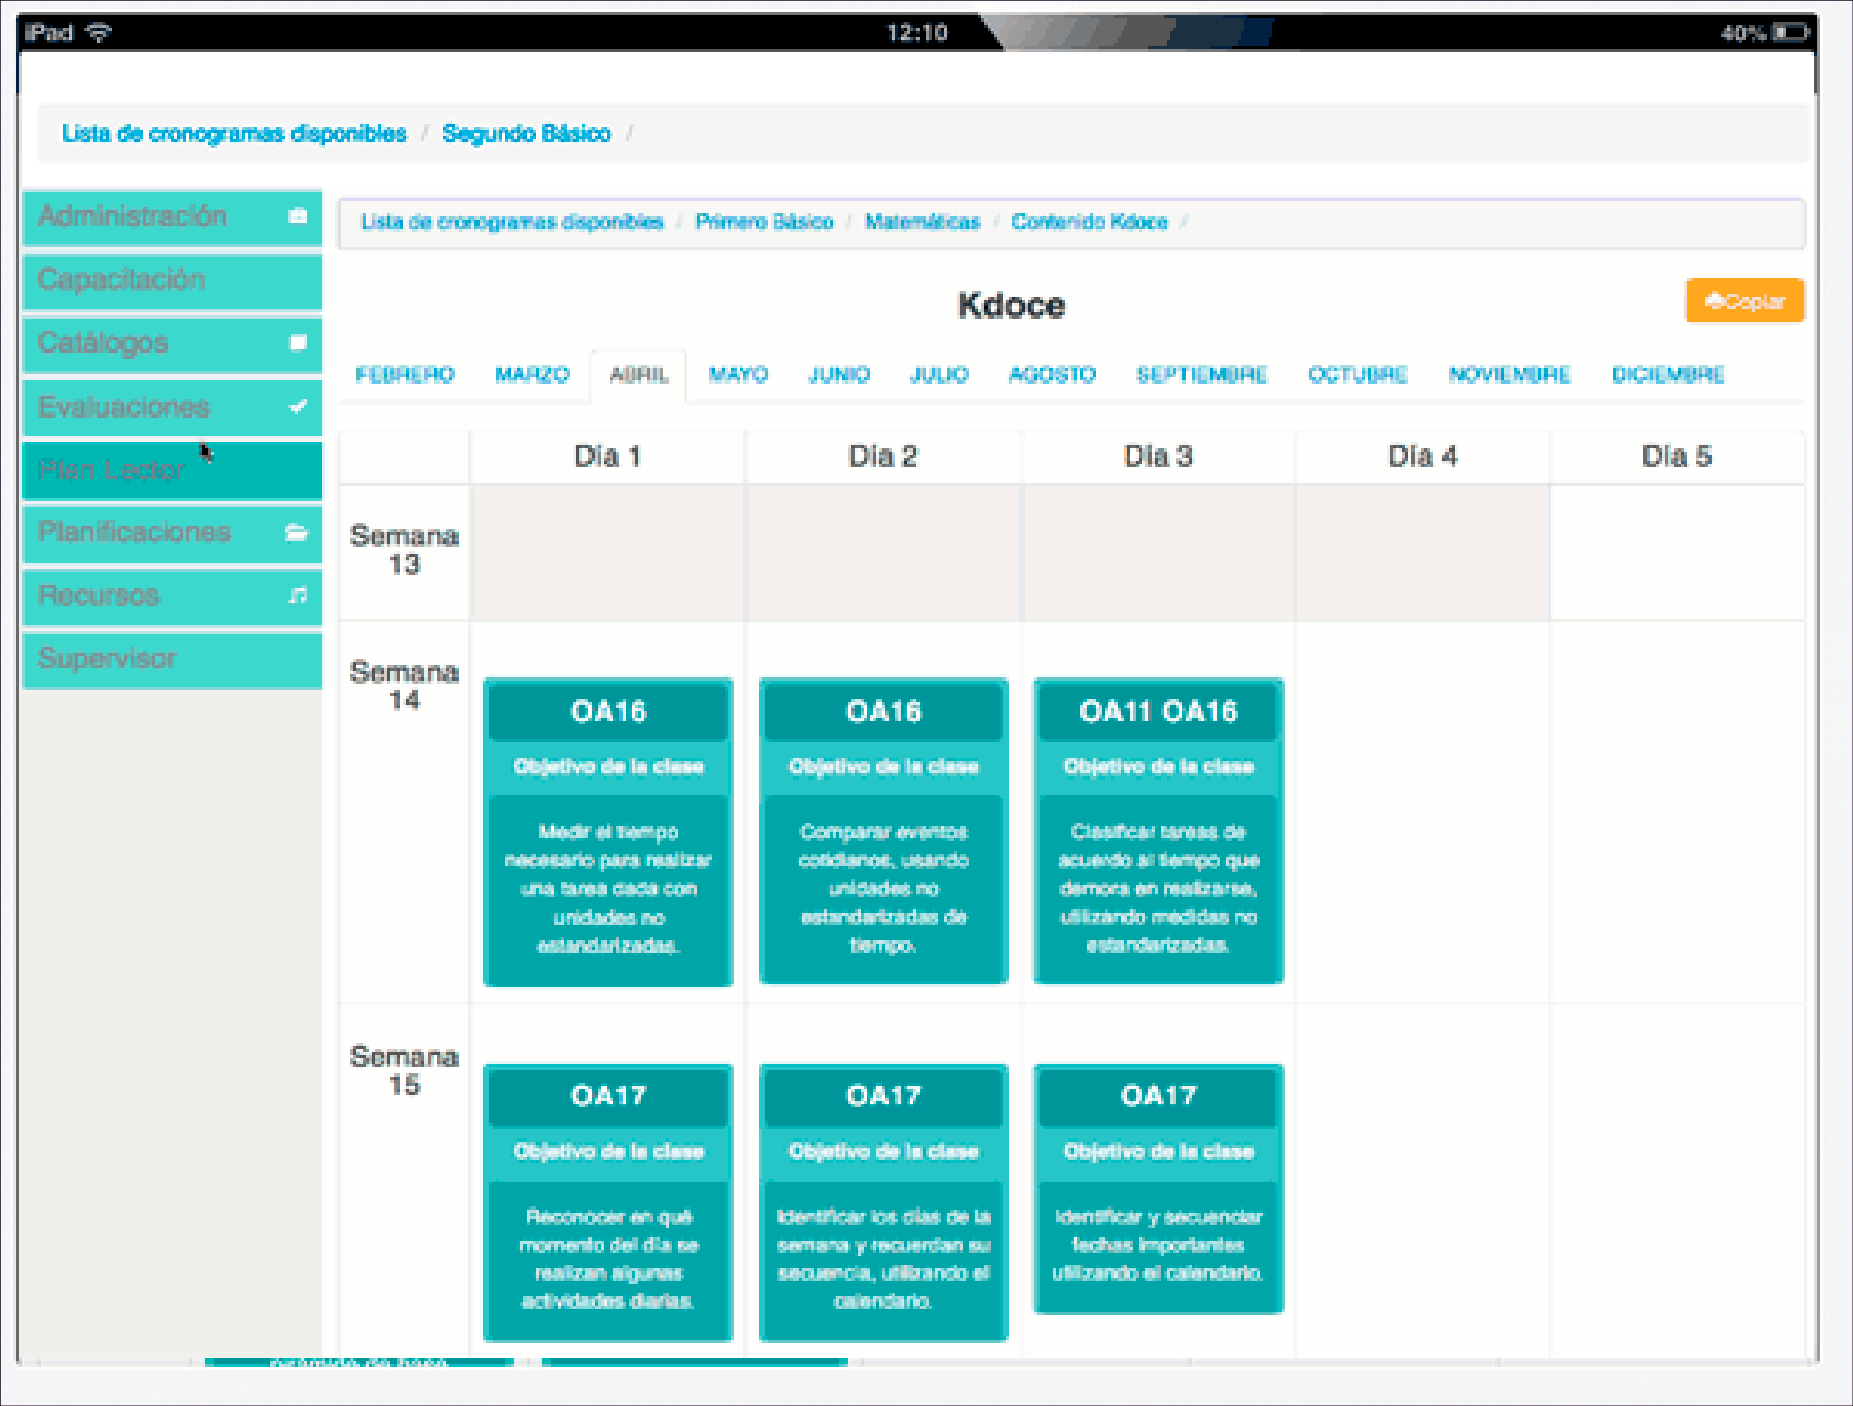 iPad 12:10 40%
Lista de cronogramas disponibles / Segundo Básico /
Administración
Capacitación
Catálogos
Evaluaciones
Plan Lector
Planificaciones
Recursos
Supervisor
Lista de cronogramas disponibles / Primero Básico / Matemáticas / Contenido Kdoce /
Kdoce
Copiar
FEBRERO MARZO ABRIL MAYO JUNIO JULIO AGOSTO SEPTIEMBRE OCTUBRE NOVIEMBRE DICIEMBRE
Día 1 Día 2 Día 3 Día 4 Día 5
Semana
13
Semana
14
OA16
Objetivo de la clase
Medir el tiempo
necesario para realizar
una tarea dada con
unidades no
estandarizadas.
OA16
Objetivo de la clase
Comparar eventos
cotidianos, usando
unidades no
estandarizadas de
tiempo.
OA11 OA16
Objetivo de la clase
Clasificar tareas de
acuerdo al tiempo que
demora en realizarse,
utilizando medidas no
estandarizadas.
Semana
15
OA17
Objetivo de la clase
Reconocer en qué
momento del día se
realizan algunas
actividades diarias.
OA17
Objetivo de la clase
Identificar los días de la
semana y recuerdan su
secuencia, utilizando el
calendario.
OA17
Objetivo de la clase
Identificar y secuenciar
fechas importantes
utilizando el calendario.